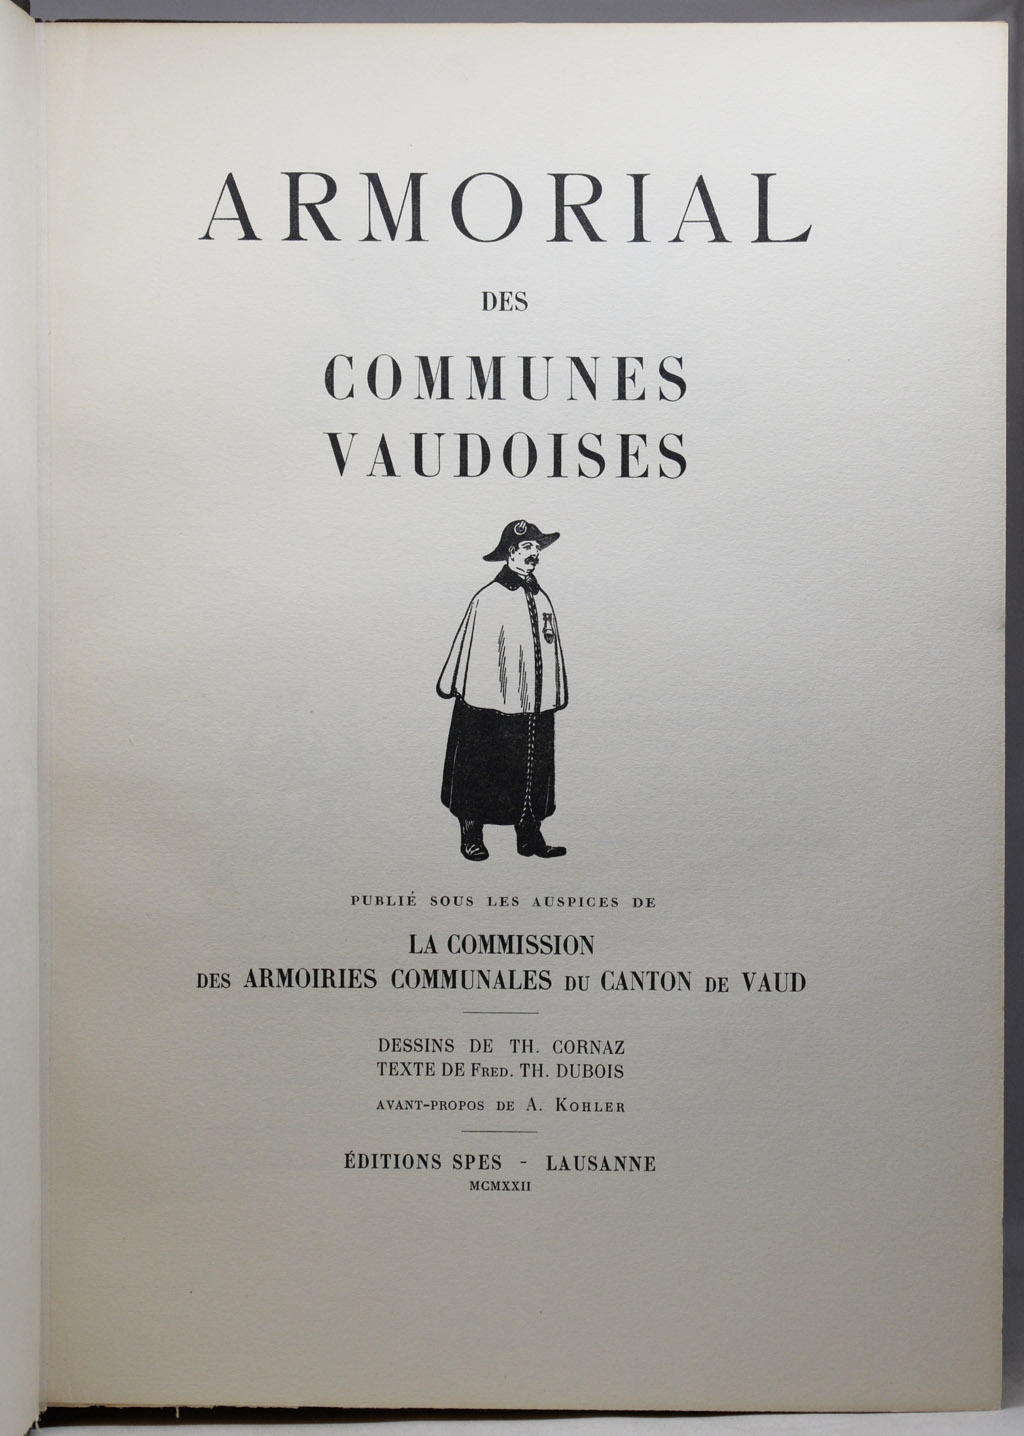 ARMORIAL
DES
COMMUNES
VAUDOISES
PUBLIÉ SOUS LES AUSPICES DE
LA COMMISSION
DES ARMOIRIES COMMUNALES DU CANTON DE VAUD
DESSINS DE TH. CORNAZ
TEXTE DE FRED. TH. DUBOIS
AVANT-PROPOS DE A. KOHLER
ÉDITIONS SPES - LAUSANNE
MCMXXII